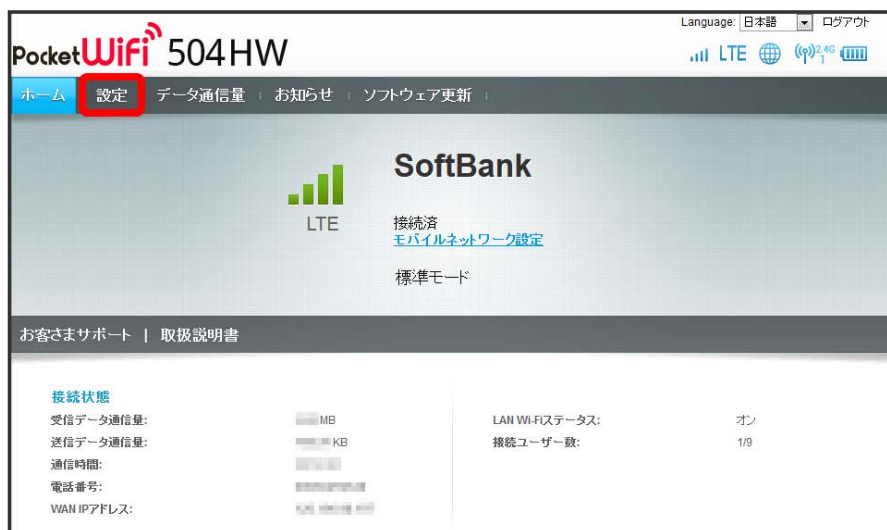 Language: 日本語 ログアウト
PocketWiFi 504HW
LTE 2.4G 1
ホーム 設定 データ通信量 お知らせ ソフトウェア更新
SoftBank
LTE
接続済
モバイルネットワーク設定
標準モード
お客さまサポート | 取扱説明書
接続状態
受信データ通信量: MB
送信データ通信量: KB
通信時間:
電話番号:
WAN IPアドレス:
LAN Wi-Fiステータス: オン
接続ユーザー数: 1/9